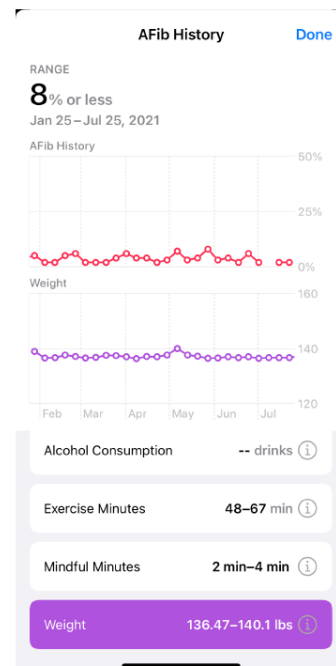 AFib History Done
RANGE
8% or less
Jan 25–Jul 25, 2021
AFib History
50%
25%
0%
Weight
160
140
120
Feb Mar Apr May Jun Jul
Alcohol Consumption -- drinks
Exercise Minutes 48–67 min
Mindful Minutes 2 min–4 min
Weight 136.47–140.1 lbs